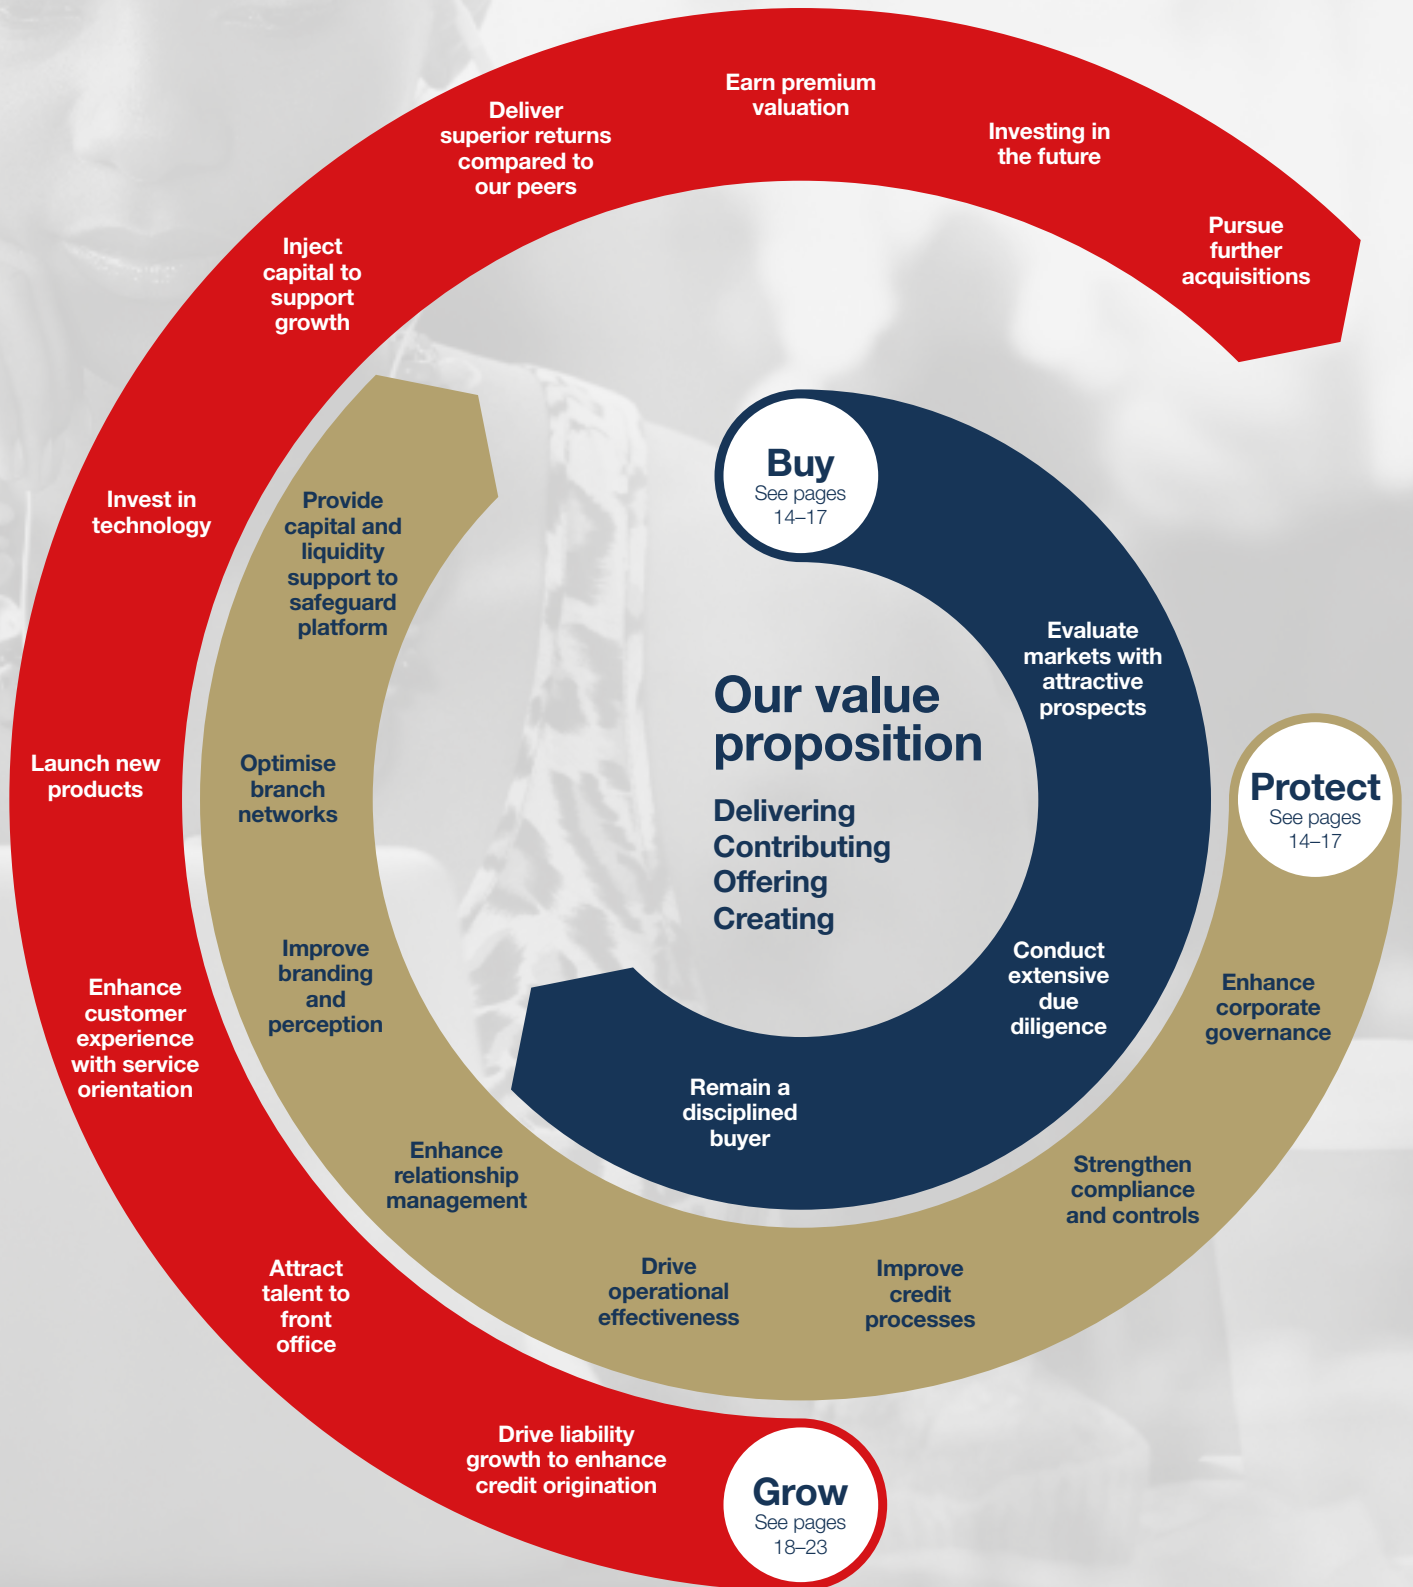 Our value
proposition
Delivering
Contributing
Offering
Creating
Buy
See pages
14–17
Evaluate
markets with
attractive
prospects
Conduct
extensive
due
diligence
Remain a
disciplined
buyer
Protect
See pages
14–17
Enhance
corporate
governance
Strengthen
compliance
and controls
Improve
credit
processes
Drive
operational
effectiveness
Enhance
relationship
management
Improve
branding
and
perception
Optimise
branch
networks
Provide
capital and
liquidity
support to
safeguard
platform
Grow
See pages
18–23
Drive liability
growth to enhance
credit origination
Attract
talent to
front
office
Enhance
customer
experience
with service
orientation
Launch new
products
Invest in
technology
Inject
capital to
support
growth
Deliver
superior returns
compared to
our peers
Earn premium
valuation
Investing in
the future
Pursue
further
acquisitions